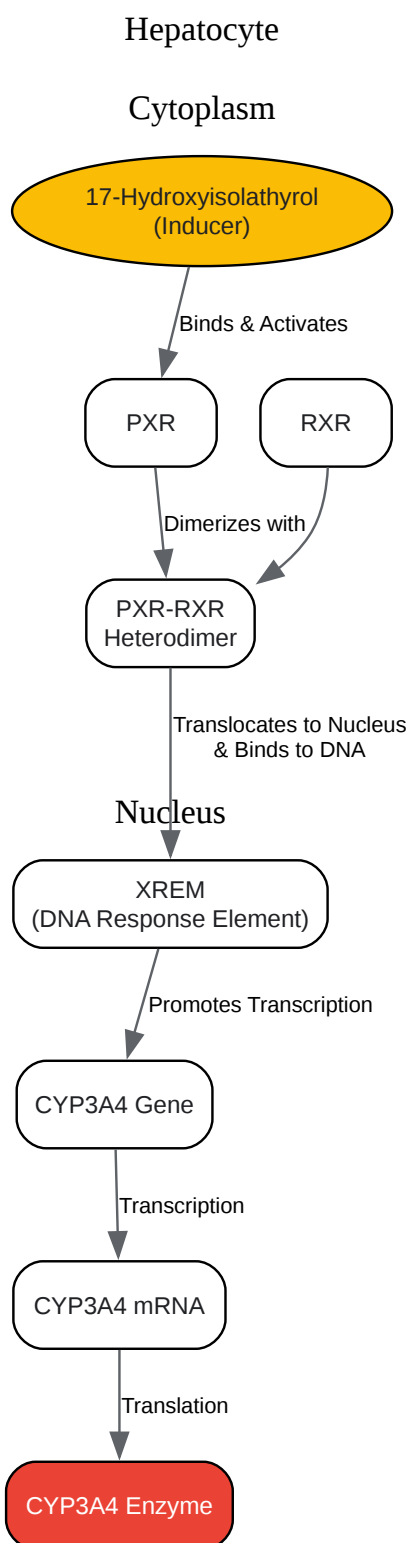 Hepatocyte
Cytoplasm
17-Hydroxyisolathyrol
(Inducer)
Binds & Activates
PXR
RXR
Dimerizes with
PXR-RXR
Heterodimer
Translocates to Nucleus
& Binds to DNA
Nucleus
XREM
(DNA Response Element)
Promotes Transcription
CYP3A4 Gene
Transcription
CYP3A4 mRNA
Translation
CYP3A4 Enzyme